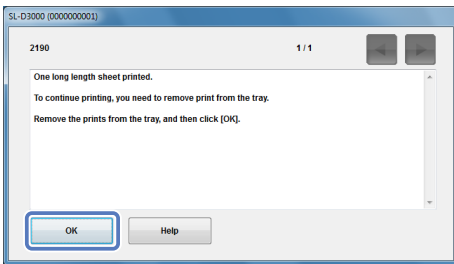 SL-D3000 (0000000001)
2190 1 / 1
One long length sheet printed.
To continue printing, you need to remove print from the tray.
Remove the prints from the tray, and then click [OK].
OK Help